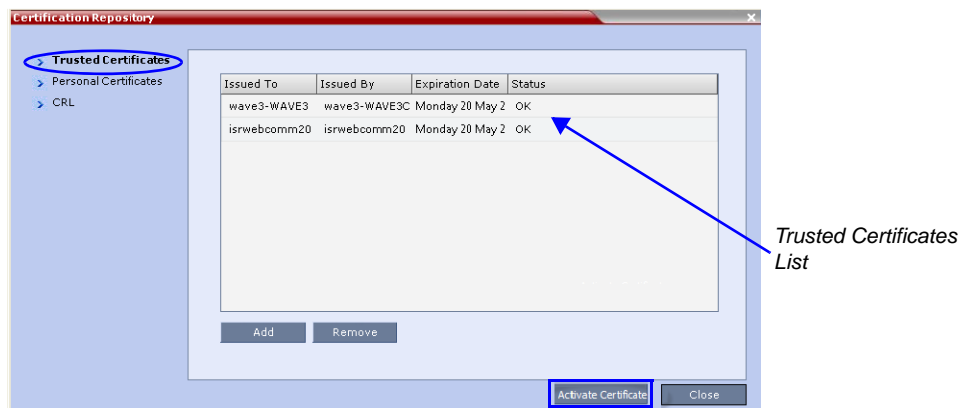 Certification Repository
Trusted Certificates
Personal Certificates
CRL
Issued To Issued By Expiration Date Status
wave3-WAVE3 wave3-WAVE3C Monday 20 May 2 OK
isrwebcomm20 isrwebcomm20 Monday 20 May 2 OK
Trusted Certificates
List
Add Remove
Activate Certificate Close